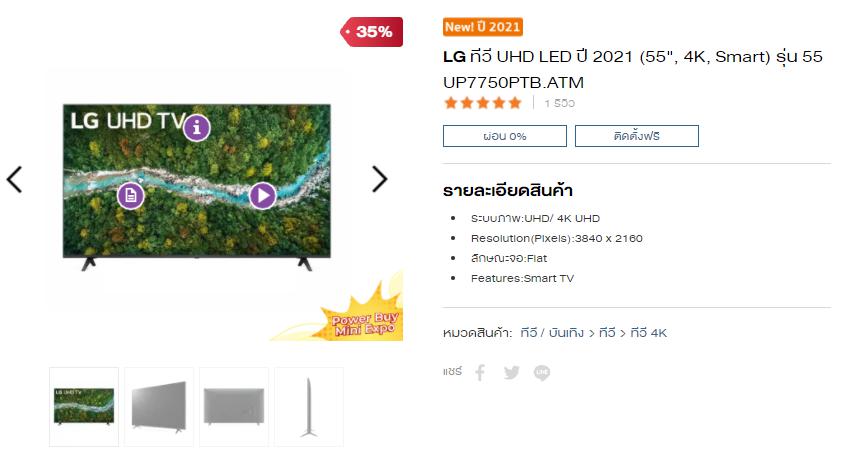 35%
New! ปี 2021
LG ทีวี UHD LED ปี 2021 (55", 4K, Smart) รุ่น 55
UP7750PTB.ATM
1 รีวิว
ผ่อน 0%
ติดตั้งฟรี
LG UHD TV
รายละเอียดสินค้า
ระบบภาพ:UHD/ 4K UHD
Resolution(Pixels):3840 x 2160
ลักษณะจอ:Flat
Features:Smart TV
Power Buy
Mini Expo
หมวดสินค้า: ทีวี / บันเทิง > ทีวี > ทีวี 4K
แชร์
LG UHD TV